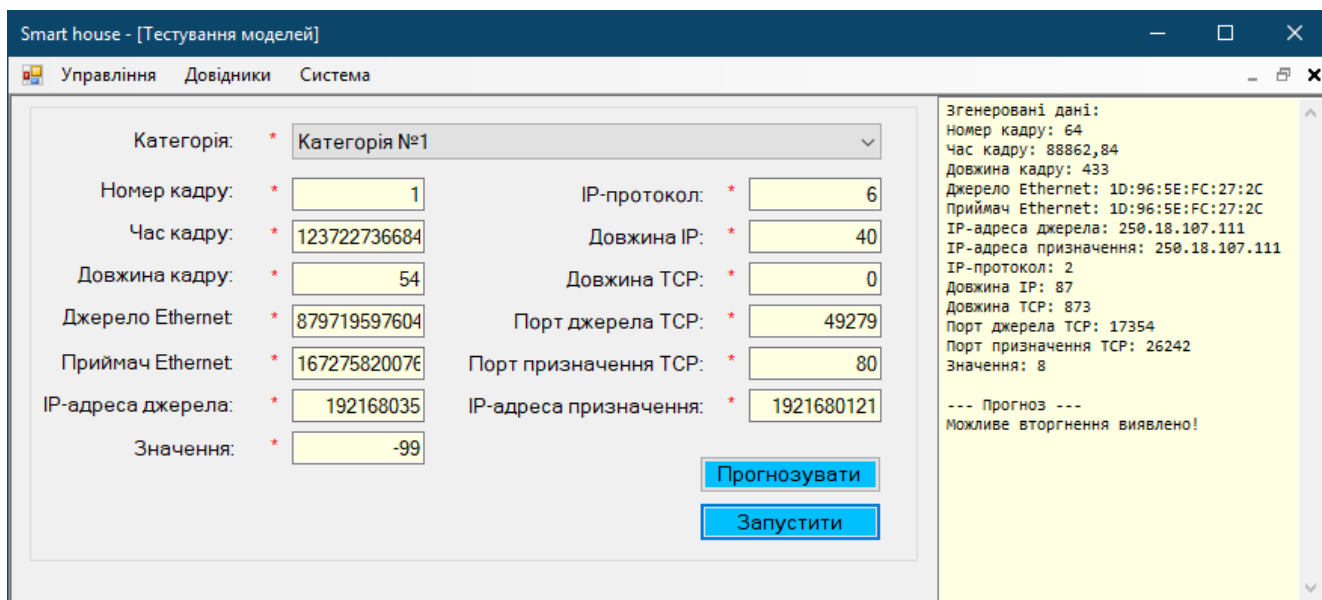 Smart house - [Тестування моделей]
Управління Довідники Система
Категорія: * Категорія №1
Номер кадру: * 1 IP-протокол: * 6
Час кадру: * 123722736684 Довжина IP: * 40
Довжина кадру: * 54 Довжина TCP: * 0
Джерело Ethernet: * 879719597604 Порт джерела TCP: * 49279
Приймач Ethernet: * 167275820076 Порт призначення TCP: * 80
IP-адреса джерела: * 192168035 IP-адреса призначення: * 1921680121
Значення: * -99
Прогнозувати
Запустити
Згенеровані дані:
Номер кадру: 64
Час кадру: 88862,84
Довжина кадру: 433
Джерело Ethernet: 1D:96:5E:FC:27:2C
Приймач Ethernet: 1D:96:5E:FC:27:2C
IP-адреса джерела: 250.18.107.111
IP-адреса призначення: 250.18.107.111
IP-протокол: 2
Довжина IP: 87
Довжина TCP: 873
Порт джерела TCP: 17354
Порт призначення TCP: 26242
Значення: 8
--- Прогноз ---
Можливе вторгнення виявлено!